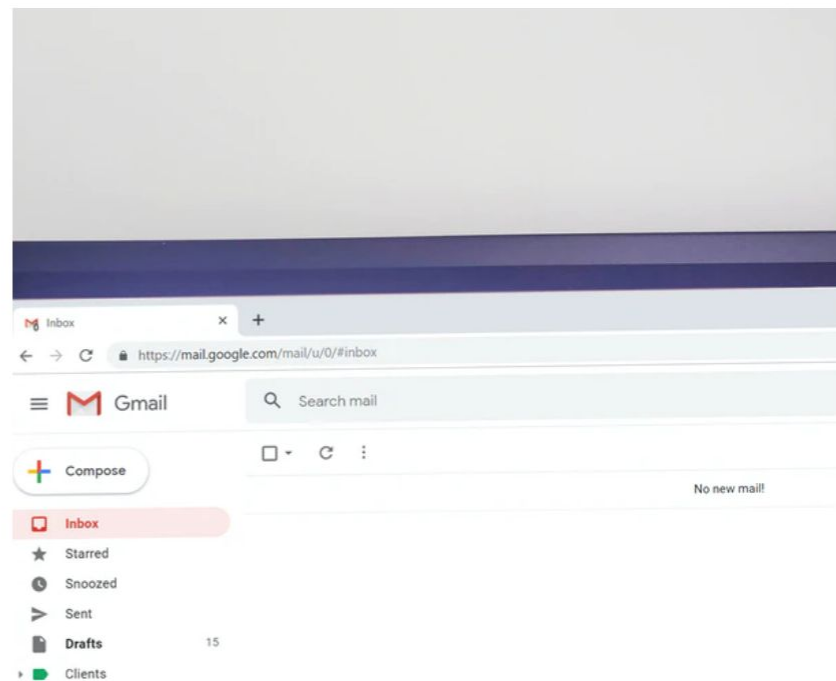 Inbox
https://mail.google.com/mail/u/0/#inbox
Gmail
Search mail
Compose
No new mail!
Inbox
Starred
Snoozed
Sent
Drafts 15
Clients